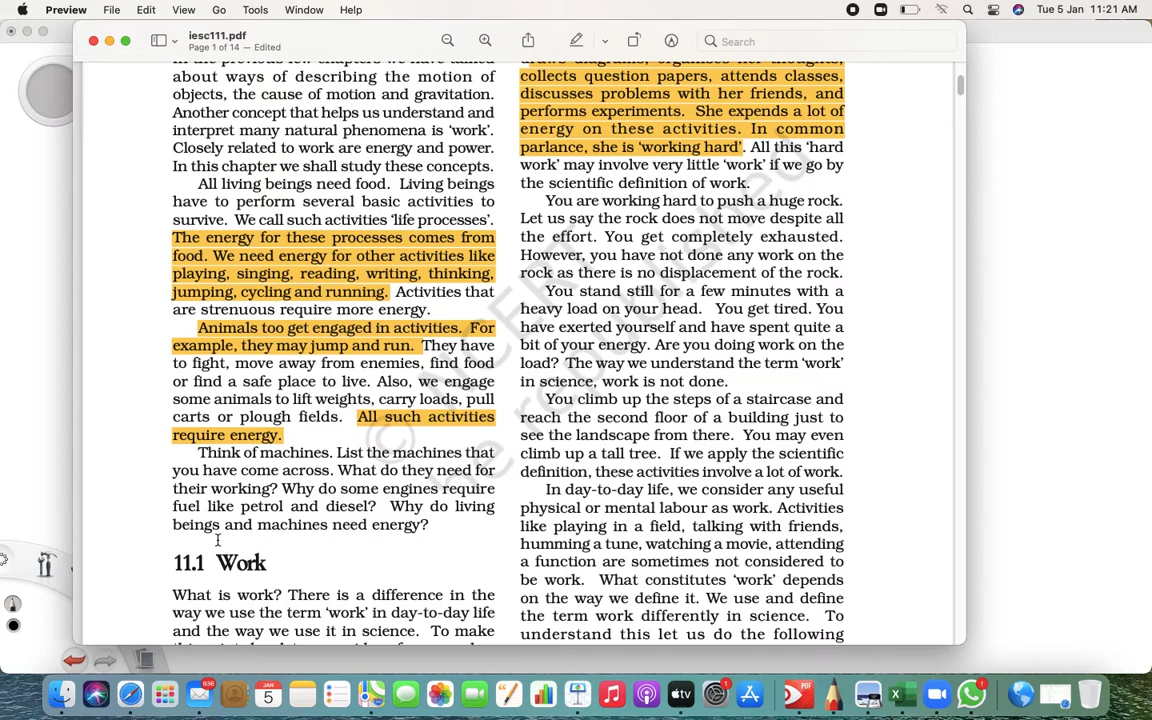 Preview File Edit View Go Tools Window Help
Tue 5 Jan 11:21 AM
iesc111.pdf
Page 1 of 14 — Edited
Search
about ways of describing the motion of
objects, the cause of motion and gravitation.
Another concept that helps us understand and
interpret many natural phenomena is 'work'.
Closely related to work are energy and power.
In this chapter we shall study these concepts.
All living beings need food. Living beings
have to perform several basic activities to
survive. We call such activities 'life processes'.
The energy for these processes comes from
food. We need energy for other activities like
playing, singing, reading, writing, thinking,
jumping, cycling and running. Activities that
are strenuous require more energy.
Animals too get engaged in activities. For
example, they may jump and run. They have
to fight, move away from enemies, find food
or find a safe place to live. Also, we engage
some animals to lift weights, carry loads, pull
carts or plough fields. All such activities
require energy.
Think of machines. List the machines that
you have come across. What do they need for
their working? Why do some engines require
fuel like petrol and diesel? Why do living
beings and machines need energy?
11.1 Work
What is work? There is a difference in the
way we use the term 'work' in day-to-day life
and the way we use it in science. To make
collects question papers, attends classes,
discusses problems with her friends, and
performs experiments. She expends a lot of
energy on these activities. In common
parlance, she is 'working hard'. All this 'hard
work' may involve very little 'work' if we go by
the scientific definition of work.
You are working hard to push a huge rock.
Let us say the rock does not move despite all
the effort. You get completely exhausted.
However, you have not done any work on the
rock as there is no displacement of the rock.
You stand still for a few minutes with a
heavy load on your head. You get tired. You
have exerted yourself and have spent quite a
bit of your energy. Are you doing work on the
load? The way we understand the term 'work'
in science, work is not done.
You climb up the steps of a staircase and
reach the second floor of a building just to
see the landscape from there. You may even
climb up a tall tree. If we apply the scientific
definition, these activities involve a lot of work.
In day-to-day life, we consider any useful
physical or mental labour as work. Activities
like playing in a field, talking with friends,
humming a tune, watching a movie, attending
a function are sometimes not considered to
be work. What constitutes 'work' depends
on the way we define it. We use and define
the term work differently in science. To
understand this let us do the following
© NCERT
be republished
936
JAN
5
1
tv
PDF